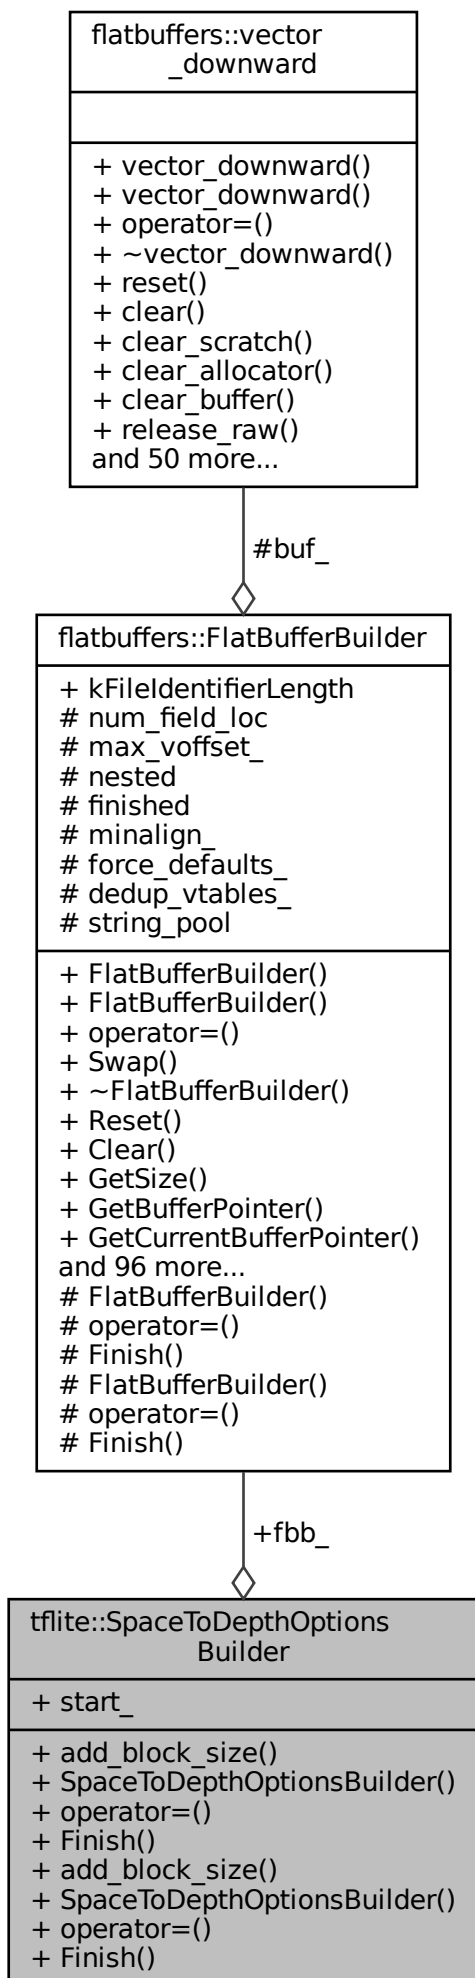 flatbuffers::vector
_downward
+ vector_downward()
+ vector_downward()
+ operator=()
+ ~vector_downward()
+ reset()
+ clear()
+ clear_scratch()
+ clear_allocator()
+ clear_buffer()
+ release_raw()
and 50 more...
#buf_
flatbuffers::FlatBufferBuilder
+ kFileIdentifierLength
# num_field_loc
# max_voffset_
# nested
# finished
# minalign_
# force_defaults_
# dedup_vtables_
# string_pool
+ FlatBufferBuilder()
+ FlatBufferBuilder()
+ operator=()
+ Swap()
+ ~FlatBufferBuilder()
+ Reset()
+ Clear()
+ GetSize()
+ GetBufferPointer()
+ GetCurrentBufferPointer()
and 96 more...
# FlatBufferBuilder()
# operator=()
# Finish()
# FlatBufferBuilder()
# operator=()
# Finish()
+fbb_
tflite::SpaceToDepthOptions
Builder
+ start_
+ add_block_size()
+ SpaceToDepthOptionsBuilder()
+ operator=()
+ Finish()
+ add_block_size()
+ SpaceToDepthOptionsBuilder()
+ operator=()
+ Finish()